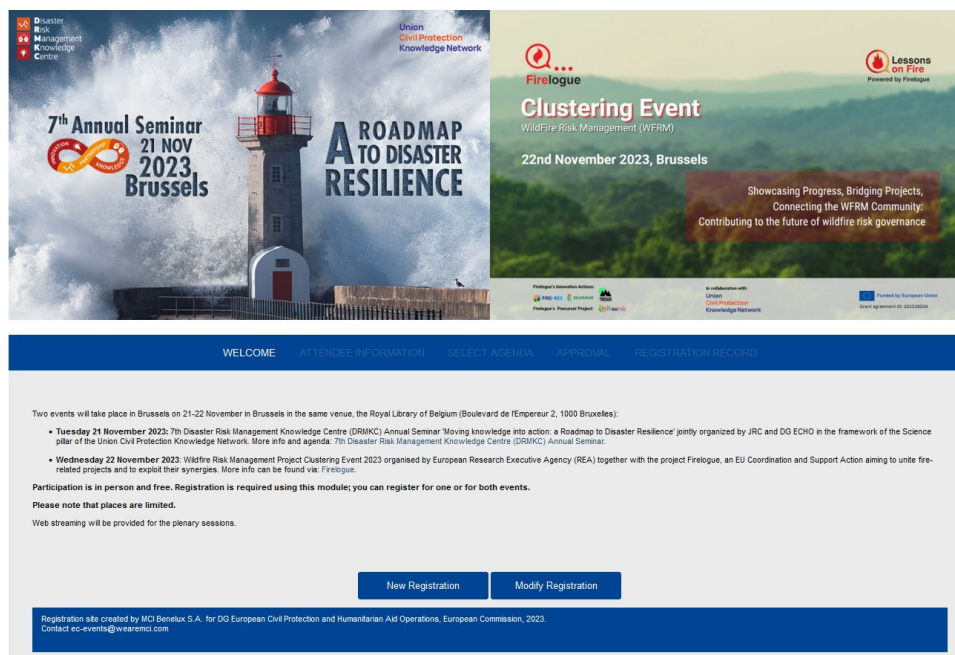 Disaster
Risk
Management
Knowledge
Centre
Union
Civil Protection
Knowledge Network
7th Annual Seminar
21 NOV
2023
Brussels
INNOVATION
PARTNERSHIP
KNOWLEDGE
A ROADMAP
TO DISASTER
RESILIENCE
Firelogue
Lessons
on Fire
Powered by Firelogue
Clustering Event
WildFire Risk Management (WFRM)
22nd November 2023, Brussels
Showcasing Progress, Bridging Projects,
Connecting the WFRM Community:
Contributing to the future of wildfire risk governance
Firelogue's Innovation Actions:
FIRE-RES SILVANUS
Firelogue's Precursor Project
In collaboration with:
Union
Civil Protection
Knowledge Network
Funded by European Union
Grant agreement ID: 101036534
WELCOME ATTENDEE INFORMATION SELECT AGENDA APPROVAL REGISTRATION RECORD
Two events will take place in Brussels on 21-22 November in Brussels in the same venue, the Royal Library of Belgium (Boulevard de l'Empereur 2, 1000 Bruxelles):
• Tuesday 21 November 2023: 7th Disaster Risk Management Knowledge Centre (DRMKC) Annual Seminar 'Moving knowledge into action: a Roadmap to Disaster Resilience' jointly organized by JRC and DG ECHO in the framework of the Science
pillar of the Union Civil Protection Knowledge Network. More info and agenda: 7th Disaster Risk Management Knowledge Centre (DRMKC) Annual Seminar.
• Wednesday 22 November 2023: Wildfire Risk Management Project Clustering Event 2023 organised by European Research Executive Agency (REA) together with the project Firelogue, an EU Coordination and Support Action aiming to unite fire-
related projects and to exploit their synergies. More info can be found via: Firelogue.
Participation is in person and free. Registration is required using this module; you can register for one or for both events.
Please note that places are limited.
Web streaming will be provided for the plenary sessions.
New Registration Modify Registration
Registration site created by MCI Benelux S.A. for DG European Civil Protection and Humanitarian Aid Operations, European Commission, 2023.
Contact ec-events@wearemci.com